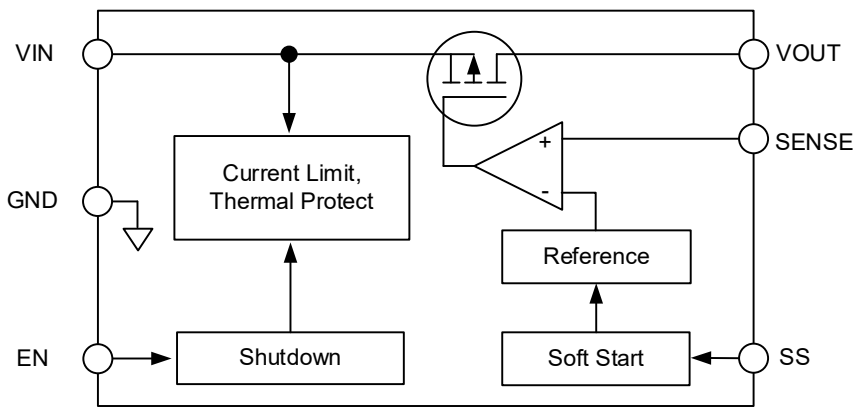 VIN
VOUT
+
SENSE
Current Limit,
Thermal Protect
-
GND
Reference
EN
Shutdown
Soft Start
SS